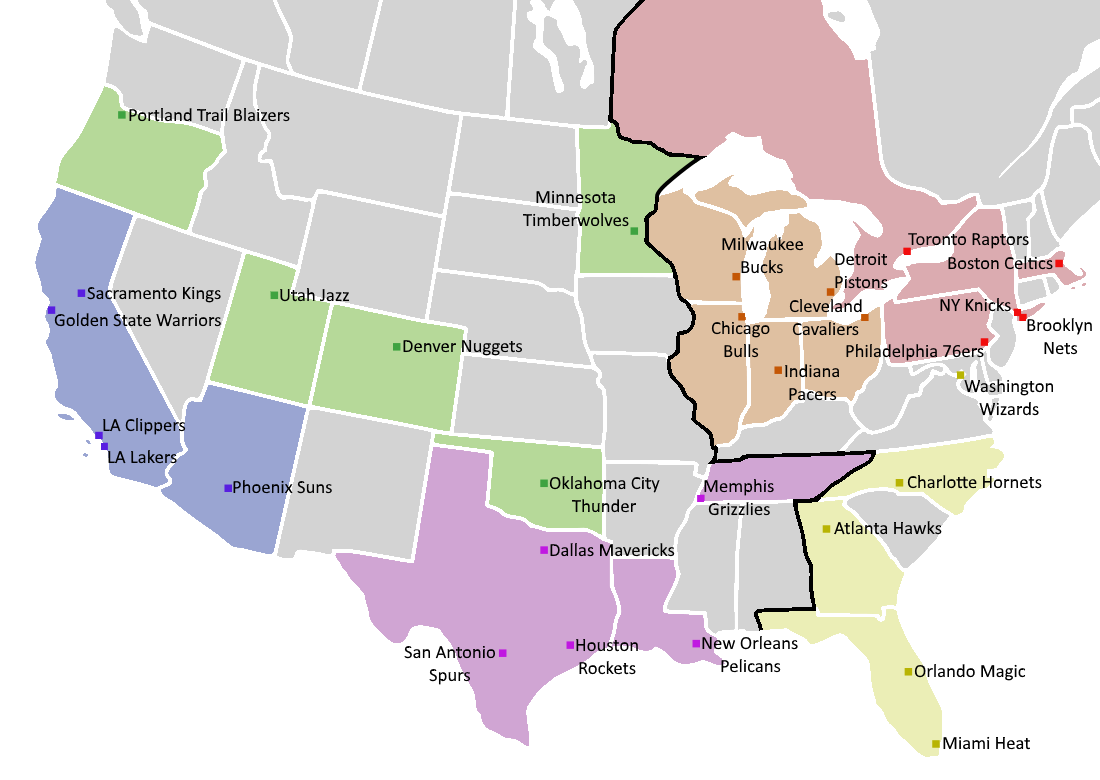 Portland Trail Blaizers
Minnesota
Timberwolves
Milwaukee
Bucks
Toronto Raptors
Detroit
Pistons
Boston Celtics
Sacramento Kings
Utah Jazz
Golden State Warriors
Cleveland
Cavaliers
NY Knicks
Chicago
Bulls
Brooklyn
Nets
Denver Nuggets
Philadelphia 76ers
Indiana
Pacers
Washington
Wizards
LA Clippers
LA Lakers
Phoenix Suns
Oklahoma City
Thunder
Memphis
Grizzlies
Charlotte Hornets
Atlanta Hawks
Dallas Mavericks
San Antonio
Spurs
Houston
Rockets
New Orleans
Pelicans
Orlando Magic
Miami Heat